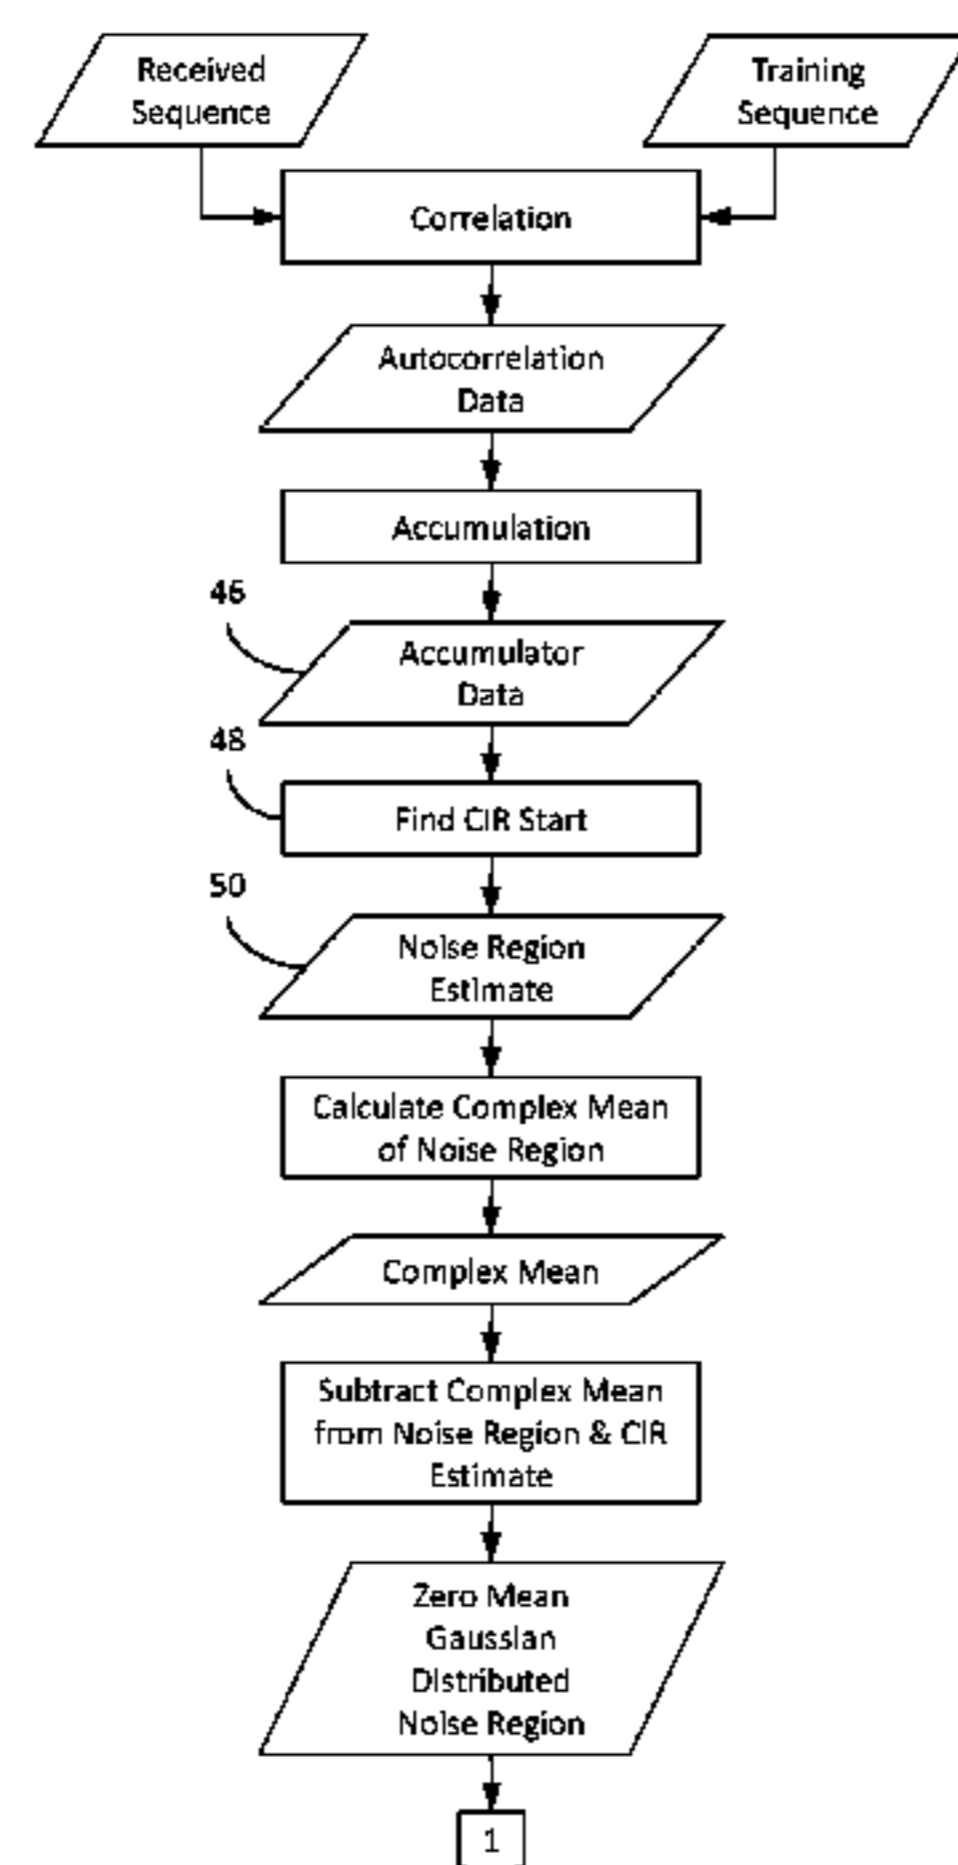 Received
Sequence
Training
Sequence
Correlation
Autocorrelation
Data
Accumulation
46
Accumulator
Data
48
Find CIR Start
50
Noise Region
Estimate
Calculate Complex Mean
of Noise Region
Complex Mean
Subtract Complex Mean
from Noise Region & CIR
Estimate
Zero Mean
Gaussian
Distributed
Noise Region
1